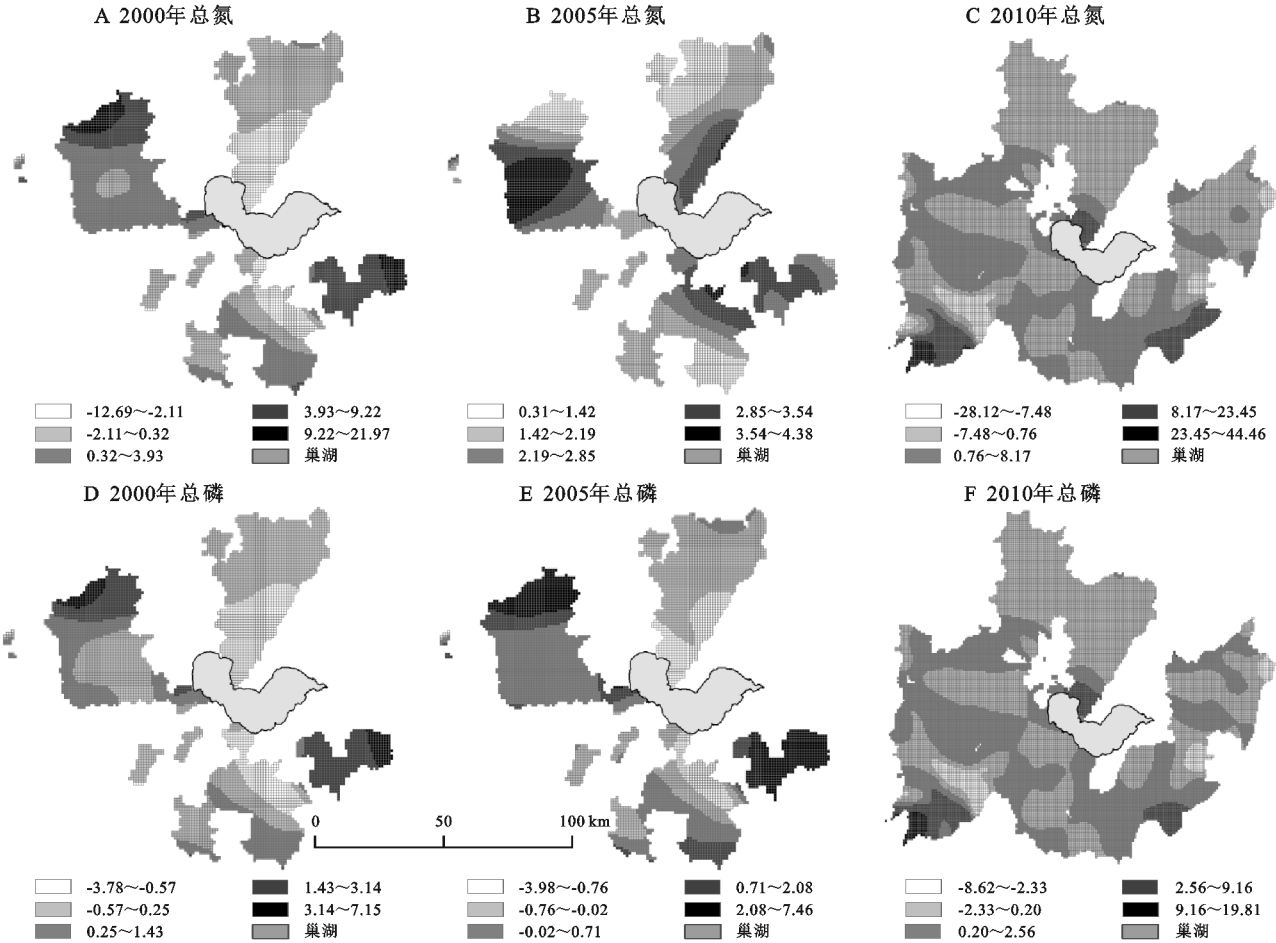 A 2000年总氮
B 2005年总氮
C 2010年总氮
-12.69～-2.11
-2.11～0.32
0.32～3.93
3.93～9.22
9.22～21.97
巢湖
0.31～1.42
1.42～2.19
2.19～2.85
2.85～3.54
3.54～4.38
巢湖
-28.12～-7.48
-7.48～0.76
0.76～8.17
8.17～23.45
23.45～44.46
巢湖
D 2000年总磷
E 2005年总磷
F 2010年总磷
0 50 100 km
-3.78～-0.57
-0.57～0.25
0.25～1.43
1.43～3.14
3.14～7.15
巢湖
-3.98～-0.76
-0.76～-0.02
-0.02～0.71
0.71～2.08
2.08～7.46
巢湖
-8.62～-2.33
-2.33～0.20
0.20～2.56
2.56～9.16
9.16～19.81
巢湖